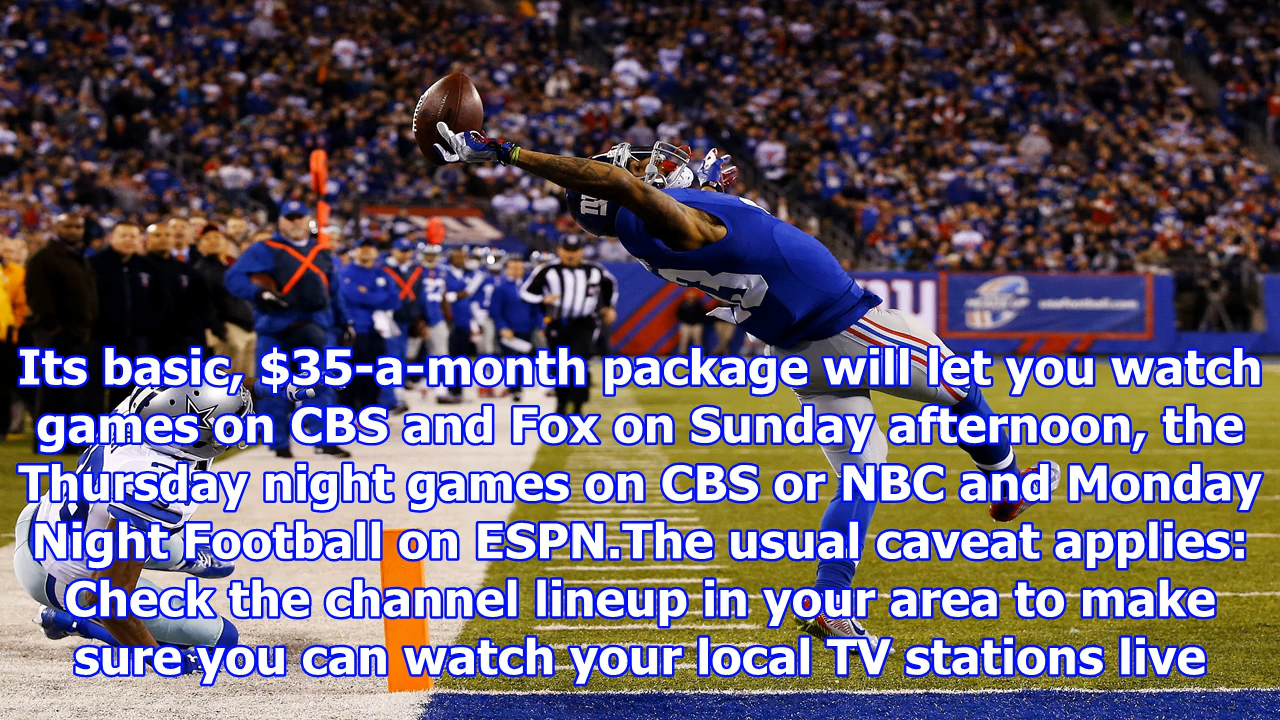 Its basic, $35-a-month package will let you watch
games on CBS and Fox on Sunday afternoon, the
Thursday night games on CBS or NBC and Monday
Night Football on ESPN.The usual caveat applies:
Check the channel lineup in your area to make
sure you can watch your local TV stations live